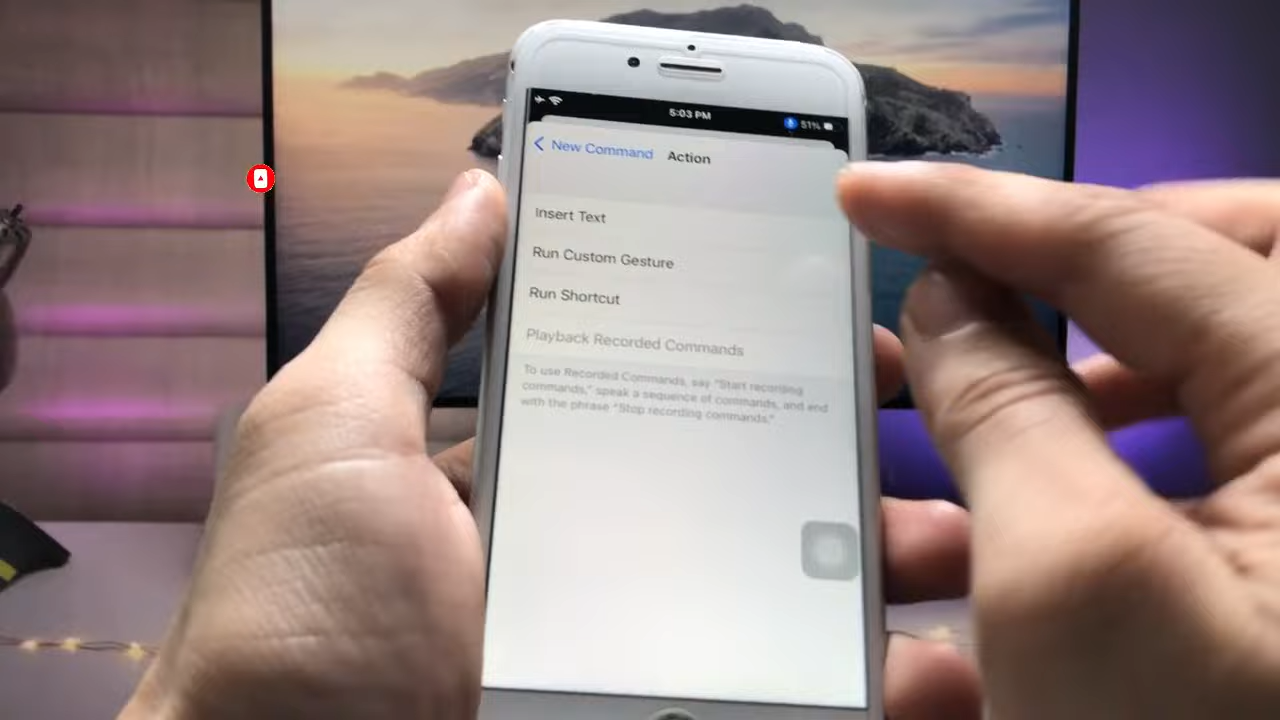 5:03 PM
51%
New Command
Action
Insert Text
Run Custom Gesture
Run Shortcut
Playback Recorded Commands
To use Recorded Commands, say "Start recording
commands," speak a sequence of commands, and end
with the phrase "Stop recording commands."